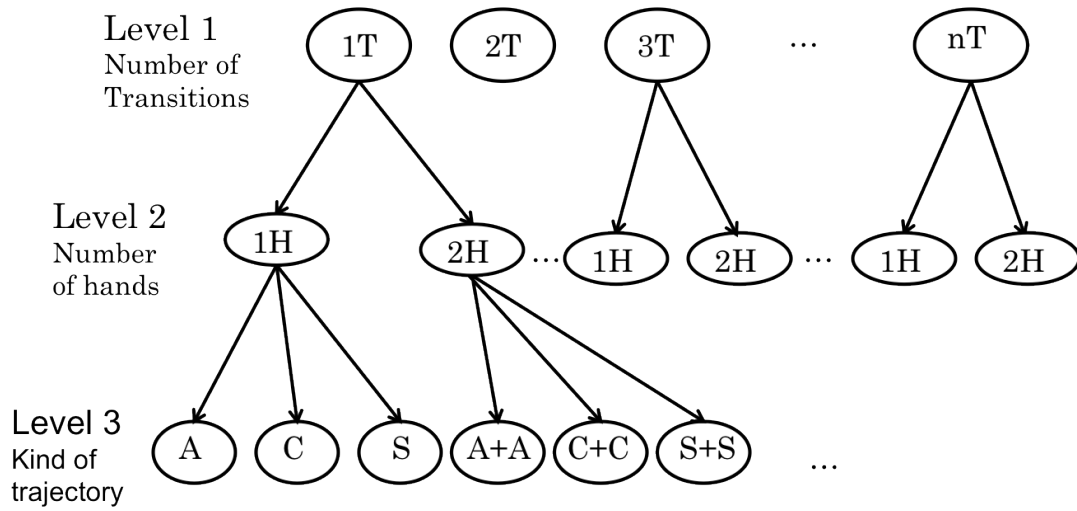 Level 1
Number of
Transitions
1T
2T
3T
...
nT
Level 2
Number
of hands
1H
2H
...
1H
2H
...
1H
2H
Level 3
Kind of
trajectory
A
C
S
A+A
C+C
S+S
...